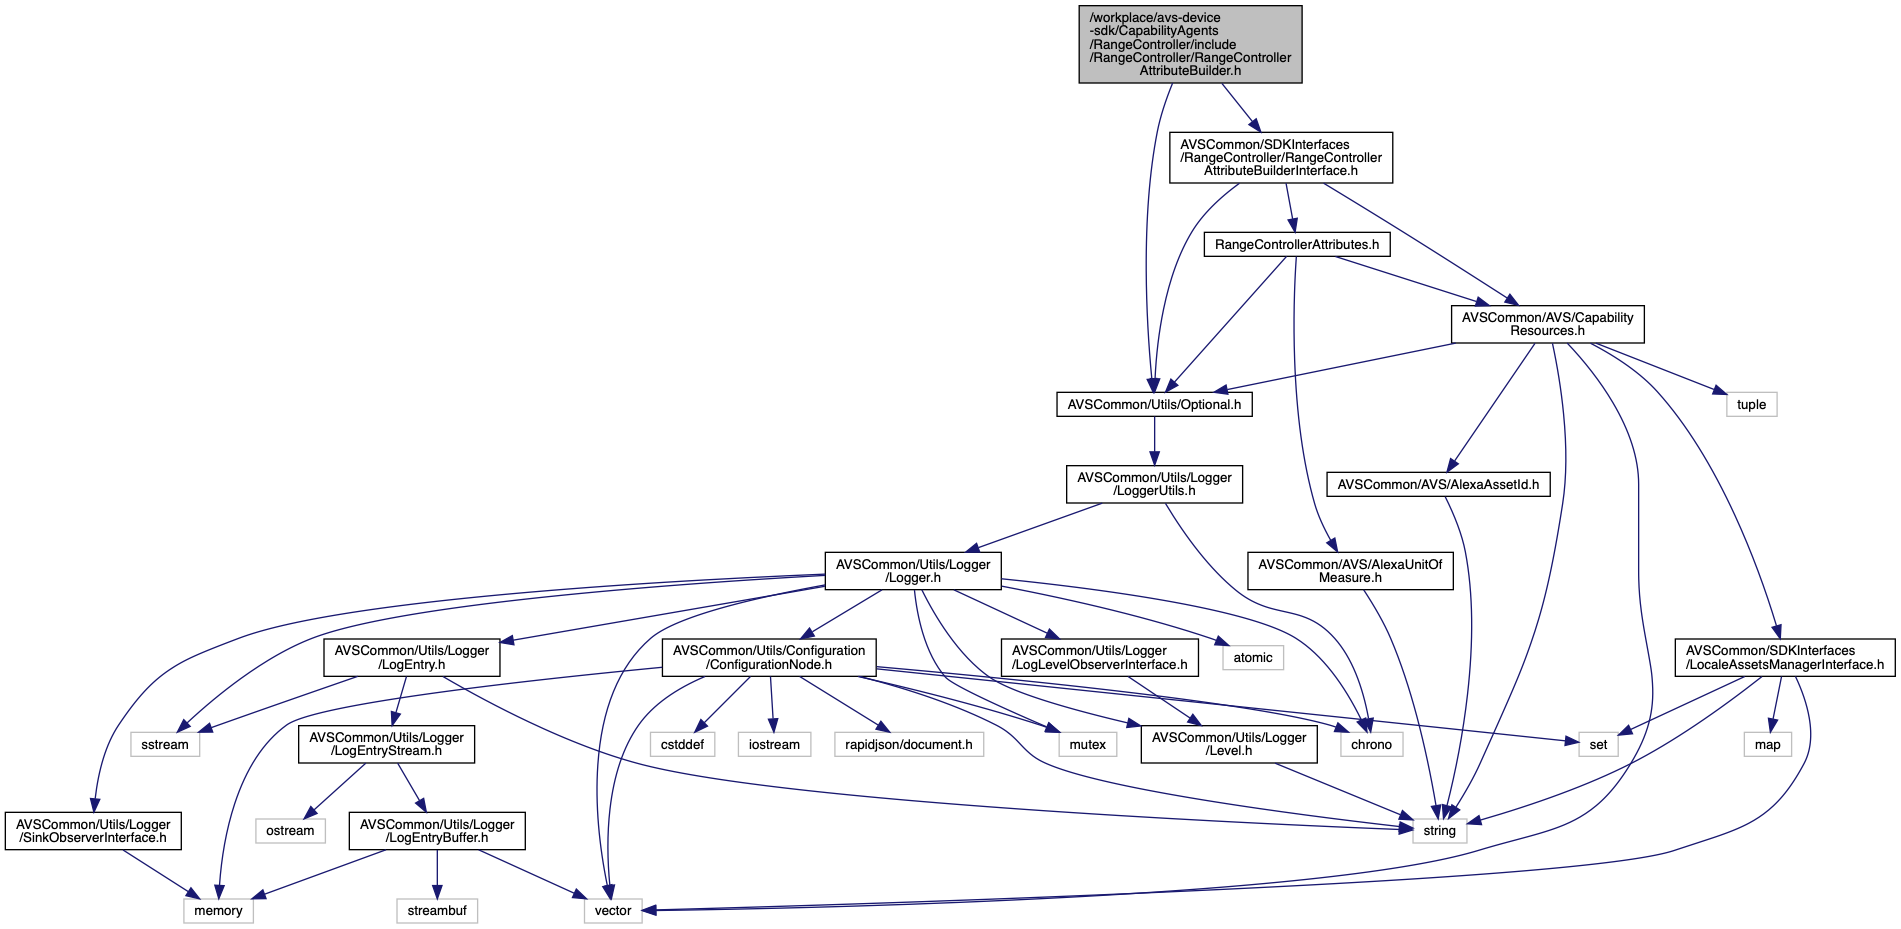 /workplace/avs-device
-sdk/CapabilityAgents
/RangeController/include
/RangeController/RangeController
AttributeBuilder.h
AVSCommon/SDKInterfaces
/RangeController/RangeController
AttributeBuilderInterface.h
RangeControllerAttributes.h
AVSCommon/AVS/Capability
Resources.h
AVSCommon/Utils/Optional.h
tuple
AVSCommon/Utils/Logger
/LoggerUtils.h
AVSCommon/AVS/AlexaAssetId.h
AVSCommon/Utils/Logger
/Logger.h
AVSCommon/AVS/AlexaUnitOf
Measure.h
AVSCommon/Utils/Logger
/LogEntry.h
AVSCommon/Utils/Configuration
/ConfigurationNode.h
AVSCommon/Utils/Logger
/LogLevelObserverInterface.h
atomic
AVSCommon/SDKInterfaces
/LocaleAssetsManagerInterface.h
sstream
AVSCommon/Utils/Logger
/LogEntryStream.h
cstddef
iostream
rapidjson/document.h
mutex
AVSCommon/Utils/Logger
/Level.h
chrono
set
map
AVSCommon/Utils/Logger
/SinkObserverInterface.h
ostream
AVSCommon/Utils/Logger
/LogEntryBuffer.h
string
memory
streambuf
vector